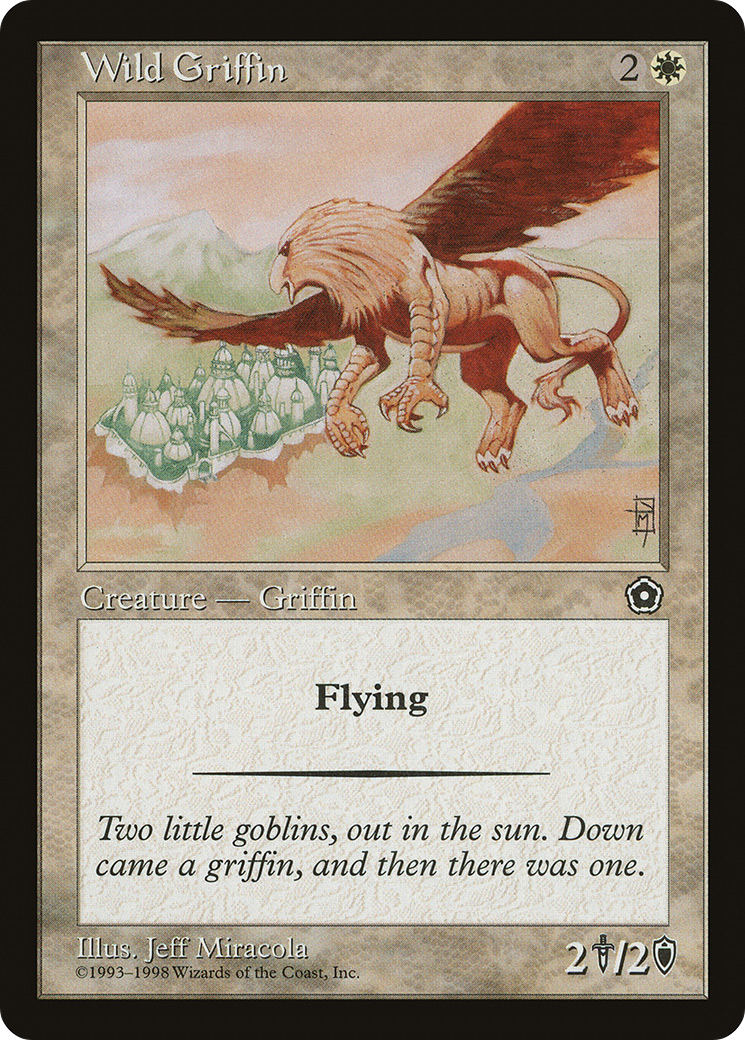 Wild Griffin 2
Creature — Griffin
Flying
Two little goblins, out in the sun. Down
came a griffin, and then there was one.
Illus. Jeff Miracola
©1993–1998 Wizards of the Coast, Inc.
2/2